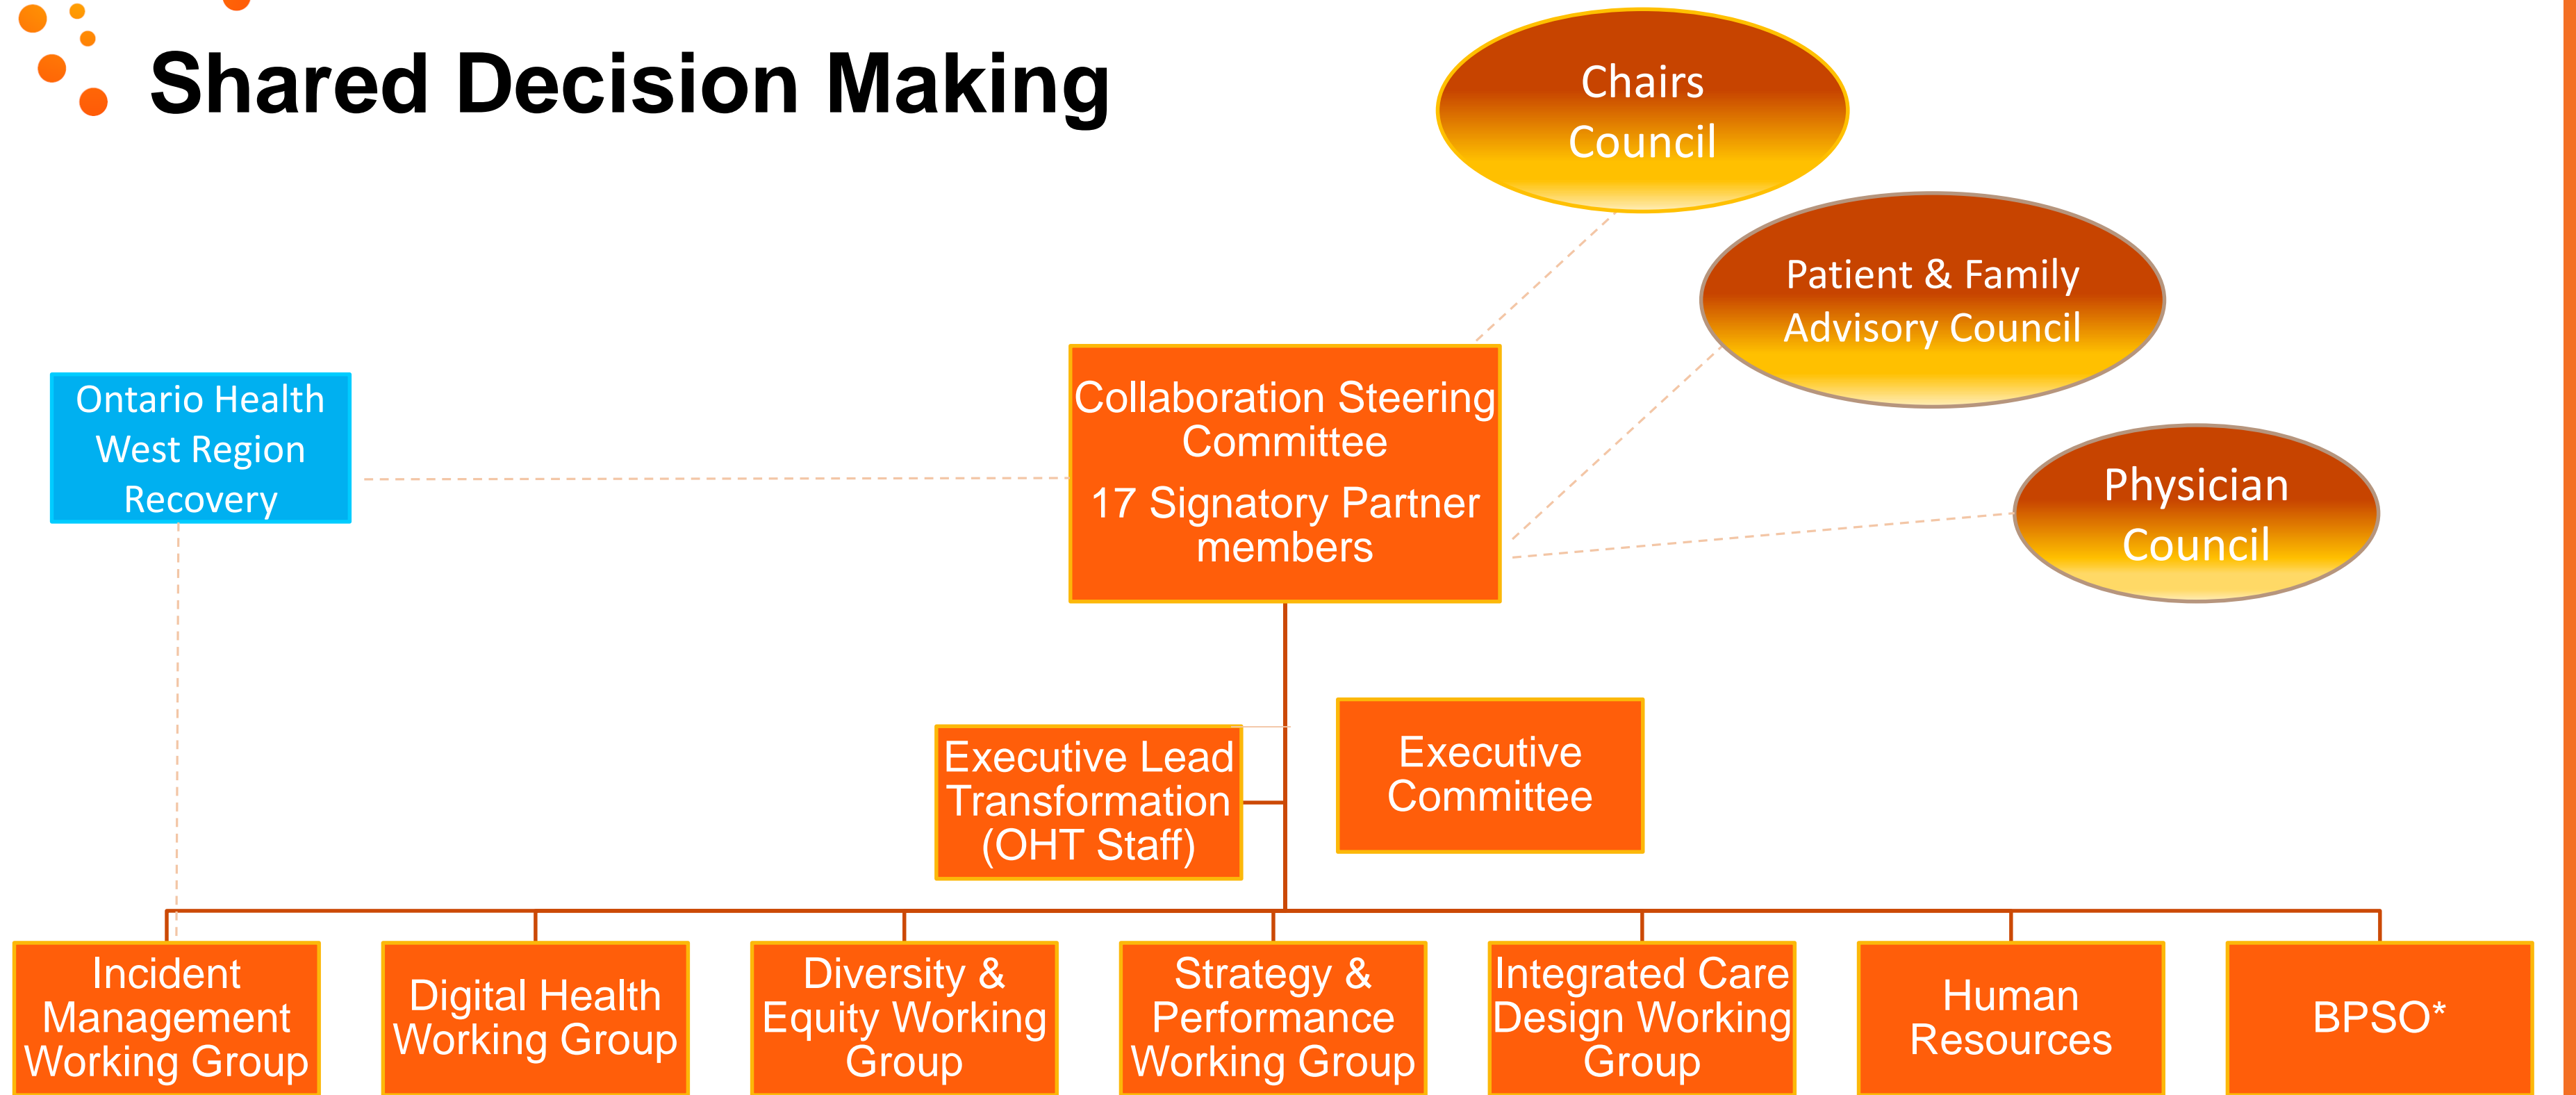 Shared Decision Making
Chairs
Council
Patient & Family
Advisory Council
Physician
Council
Ontario Health
West Region
Recovery
Collaboration Steering
Committee
17 Signatory Partner
members
Executive Lead
Transformation
(OHT Staff)
Executive
Committee
Incident
Management
Working Group
Digital Health
Working Group
Diversity &
Equity Working
Group
Strategy &
Performance
Working Group
Integrated Care
Design Working
Group
Human
Resources
BPSO*